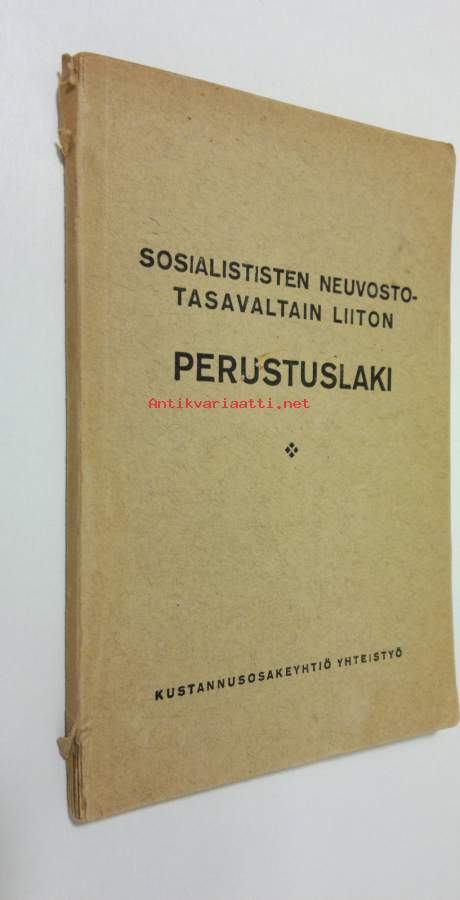 SOSIALISTISTEN NEUVOSTO-
TASAVALTAIN LIITON
PERUSTUSLAKI
Antikvariaatti.net
KUSTANNUSOSAKEYHTIÖ YHTEISTYÖ